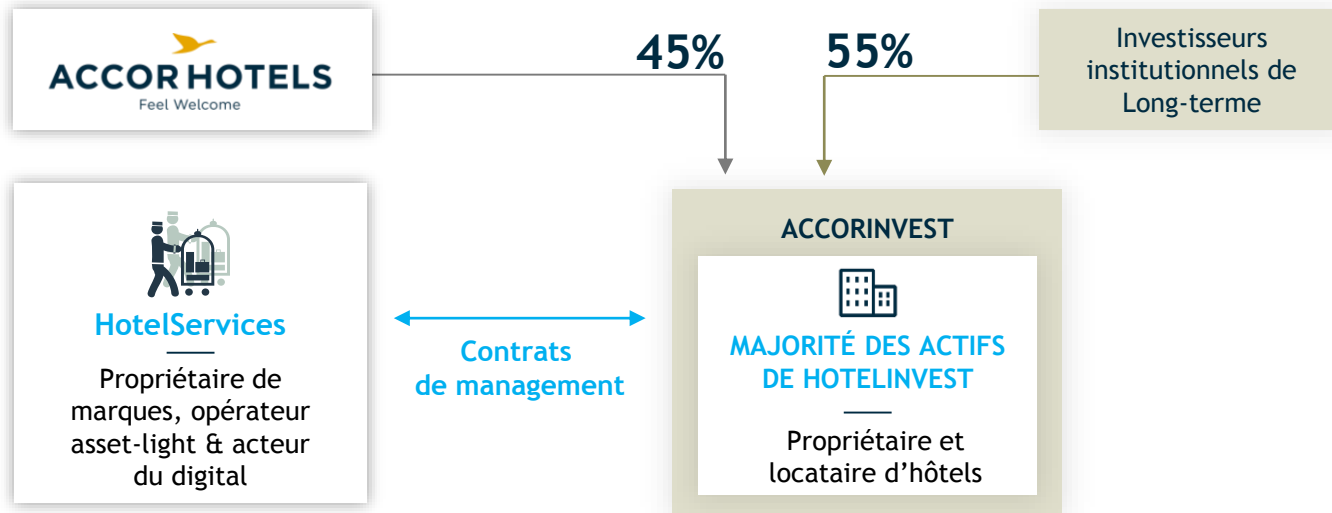 ACCORHOTELS
Feel Welcome
45%
55%
Investisseurs
institutionnels de
Long-terme
HotelServices
Propriétaire de
marques, opérateur
asset-light & acteur
du digital
Contrats
de management
ACCORINVEST
MAJORITÉ DES ACTIFS
DE HOTELINVEST
Propriétaire et
locataire d’hôtels